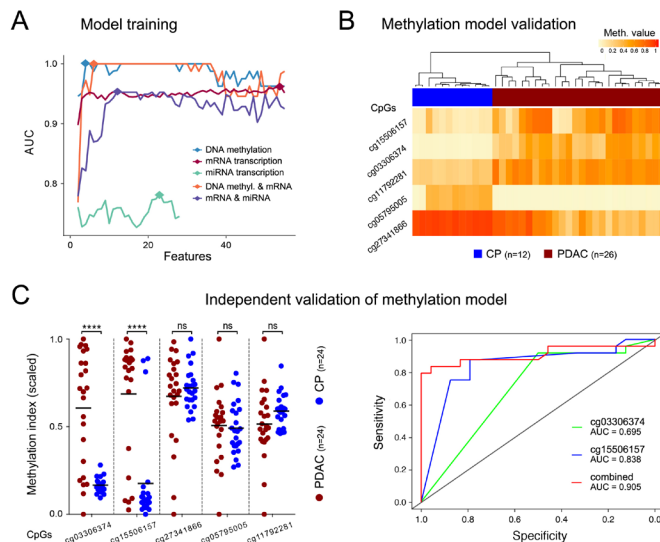 A
Model training
1.0
0.9
0.8
AUC
0
20
40
Features
DNA methylation
mRNA transcription
miRNA transcription
DNA methyl. & mRNA
mRNA & miRNA
B
Methylation model validation
Meth. value
0 0.2 0.4 0.6 0.8 1
CpGs
cg15506157
cg03306374
cg11792281
cg05795005
cg27341866
CP (n=12)
PDAC (n=26)
C
Independent validation of methylation model
Methylation index (scaled)
1.0
0.5
0.0
****
****
ns
ns
ns
CpGs
cg03306374
cg15506157
cg27341866
cg05795005
cg11792281
PDAC (n=24)
CP (n=24)
Sensitivity
1.0
0.8
0.6
0.4
0.2
0.0
1.0
0.8
0.6
0.4
0.2
0.0
Specificity
cg03306374
AUC = 0.695
cg15506157
AUC = 0.838
combined
AUC = 0.905